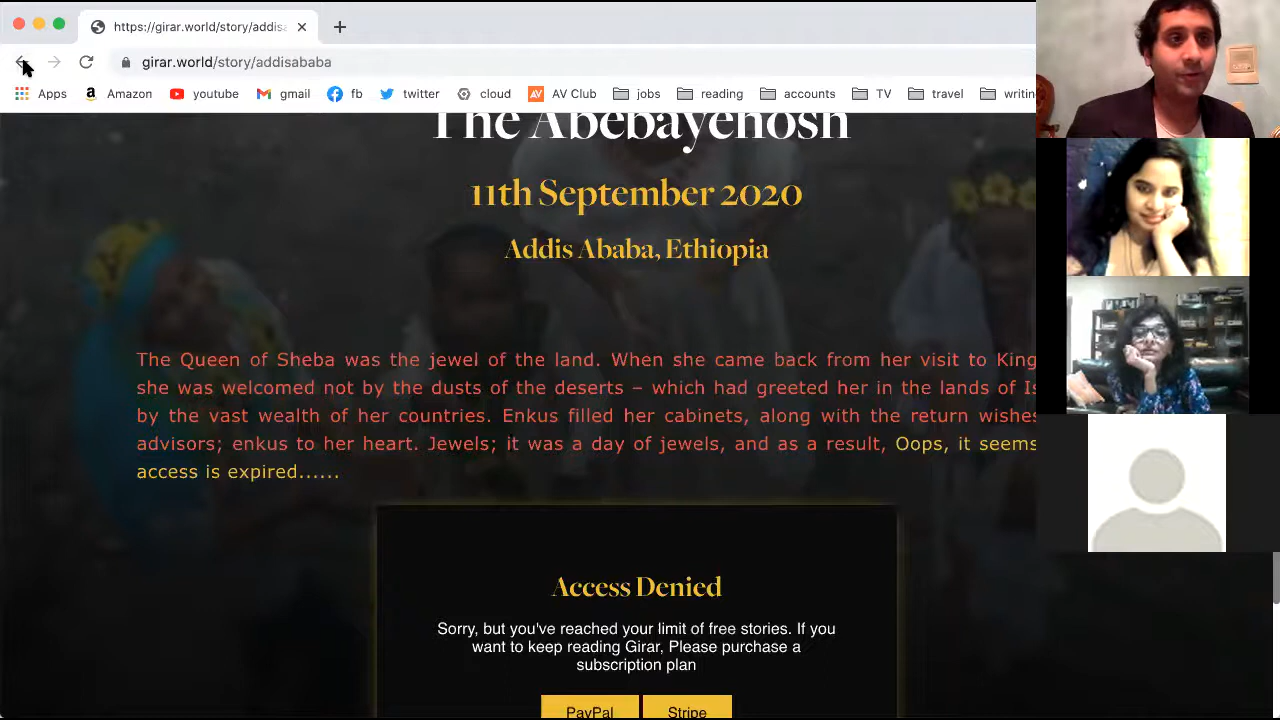 https://girar.world/story/addisa
girar.world/story/addisababa
Apps Amazon youtube gmail fb twitter cloud AV AV Club jobs reading accounts TV travel writin
The Abebayehosh
11th September 2020
Addis Ababa, Ethiopia
The Queen of Sheba was the jewel of the land. When she came back from her visit to King
she was welcomed not by the dusts of the deserts – which had greeted her in the lands of Is
by the vast wealth of her countries. Enkus filled her cabinets, along with the return wishes
advisors; enkus to her heart. Jewels; it was a day of jewels, and as a result, Oops, it seems
access is expired......
Access Denied
Sorry, but you've reached your limit of free stories. If you
want to keep reading Girar, Please purchase a
subscription plan
PayPal Stripe